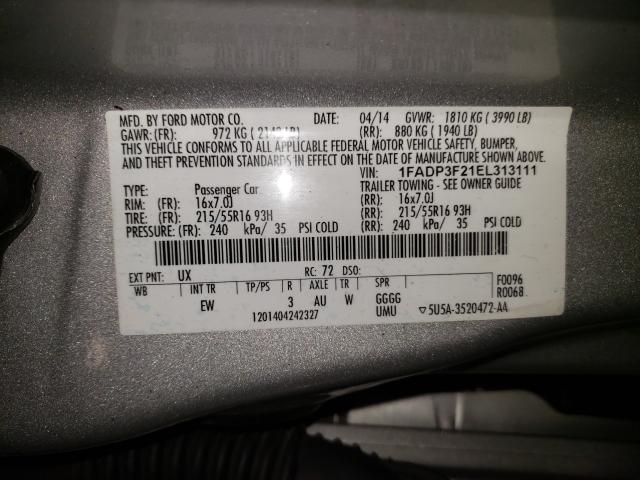 MFD. BY FORD MOTOR CO. DATE: 04/14 GVWR: 1810 KG ( 3990 LB)
GAWR: (FR): 972 KG ( 2142 LB) (RR): 880 KG ( 1940 LB)
THIS VEHICLE CONFORMS TO ALL APPLICABLE FEDERAL MOTOR VEHICLE SAFETY, BUMPER,
AND THEFT PREVENTION STANDARDS IN EFFECT ON THE DATE OF MANUFACTURE SHOWN ABOVE.
VIN: 1FADP3F21EL313111
TYPE: Passenger Car TRAILER TOWING - SEE OWNER GUIDE
RIM: (FR): 16x7.0J (RR): 16x7.0J
TIRE: (FR): 215/55R16 93H (RR): 215/55R16 93H
PRESSURE: (FR): 240 kPa/ 35 PSI COLD (RR): 240 kPa/ 35 PSI COLD
EXT PNT: UX RC: 72 DSO: F0096
WB INT TR TP/PS R AXLE TR SPR R0068
EW 3 AU W GGGG
1201404242327 UMU 5U5A-3520472-AA